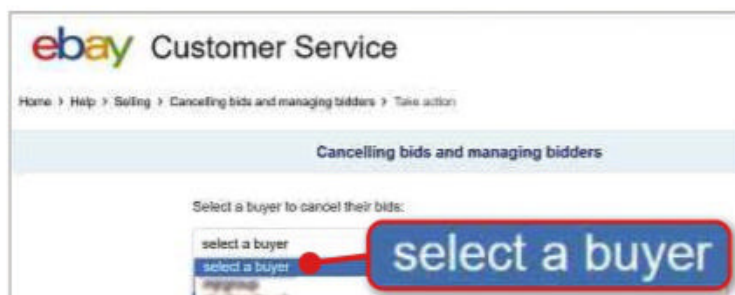 ebay Customer Service
Home > Help > Selling > Cancelling bids and managing bidders > Take action
Cancelling bids and managing bidders
Select a buyer to cancel their bids:
select a buyer
select a buyer
select a buyer